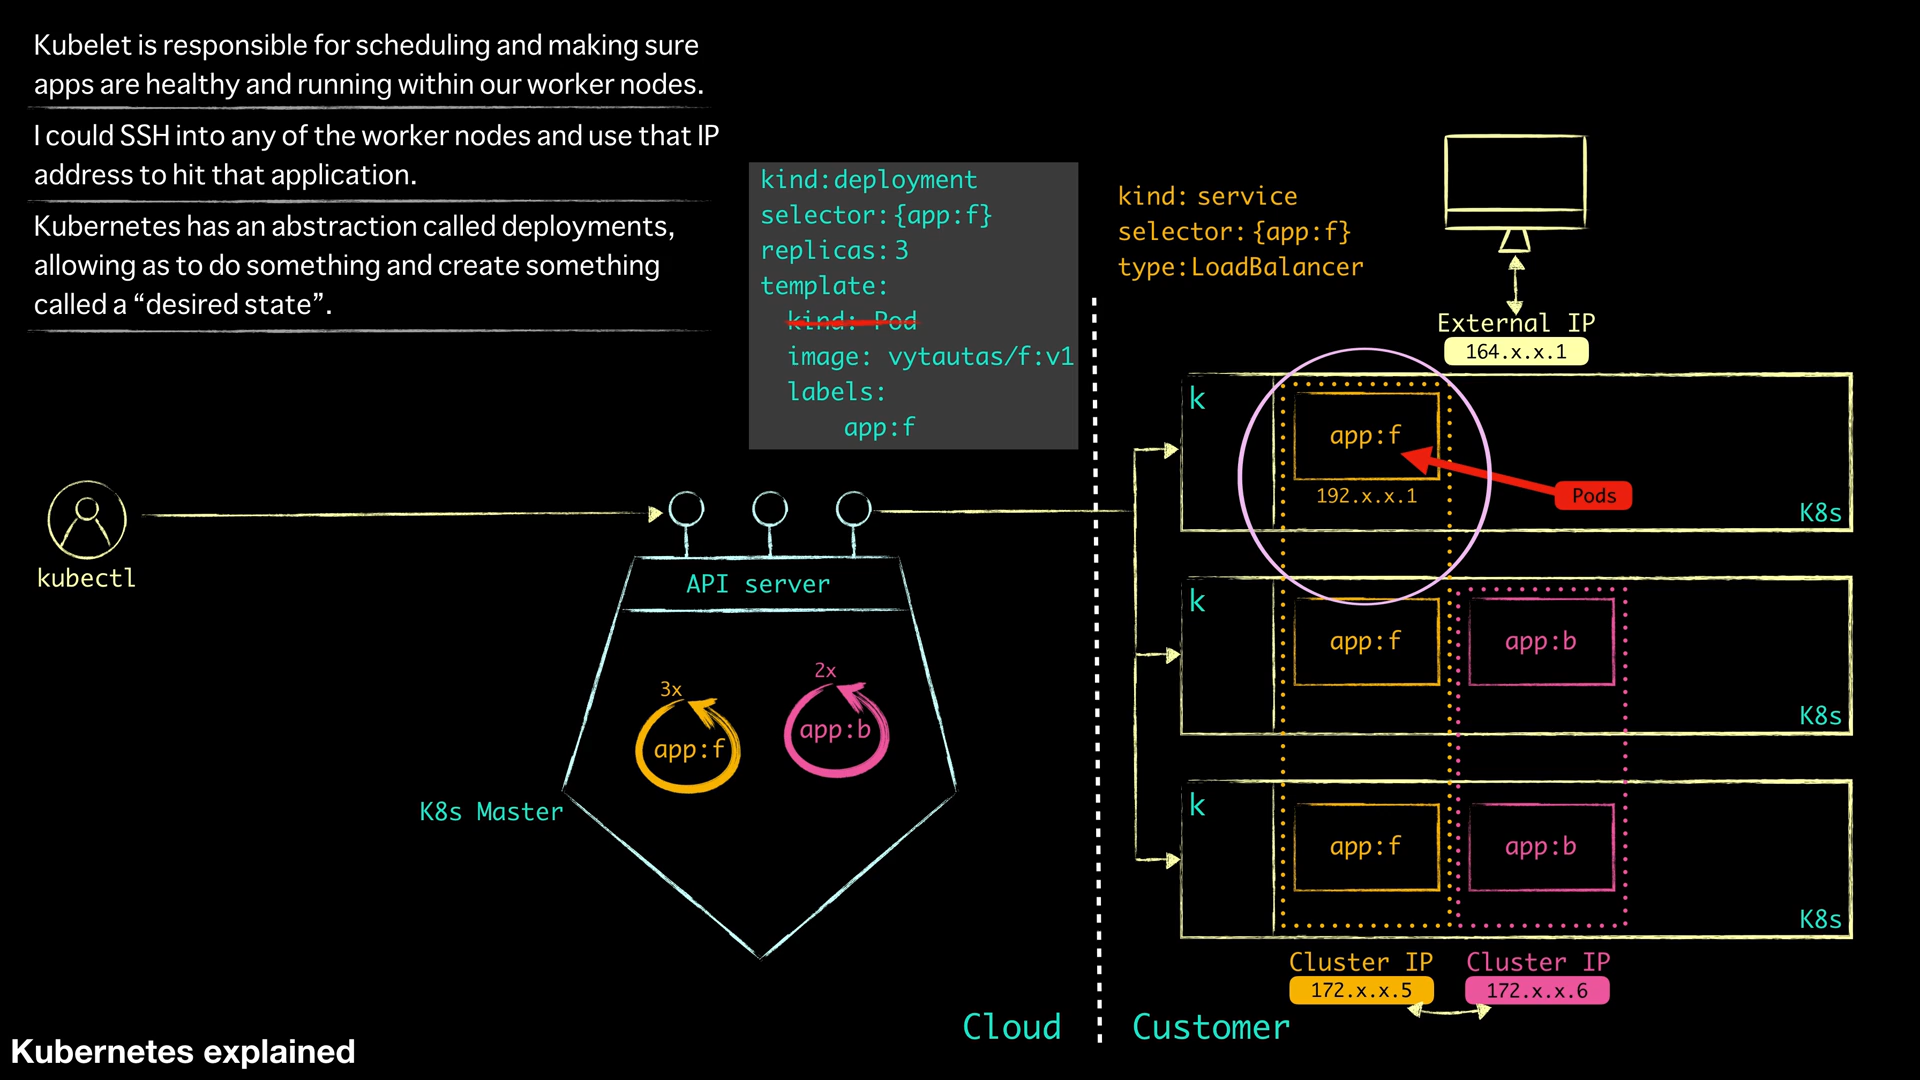 Kubelet is responsible for scheduling and making sure
apps are healthy and running within our worker nodes.
I could SSH into any of the worker nodes and use that IP
address to hit that application.
Kubernetes has an abstraction called deployments,
allowing as to do something and create something
called a “desired state”.
kind:deployment
selector:{app:f}
replicas:3
template:
kind: Pod
image: vytautas/f:v1
labels:
app:f
kind: service
selector:{app:f}
type:LoadBalancer
External IP
164.x.x.1
k
app:f
192.x.x.1
Pods
K8s
kubectl
API server
3x
app:f
2x
app:b
K8s Master
k
app:f
app:b
K8s
k
app:f
app:b
K8s
Cluster IP
172.x.x.5
Cluster IP
172.x.x.6
Cloud
Customer
Kubernetes explained